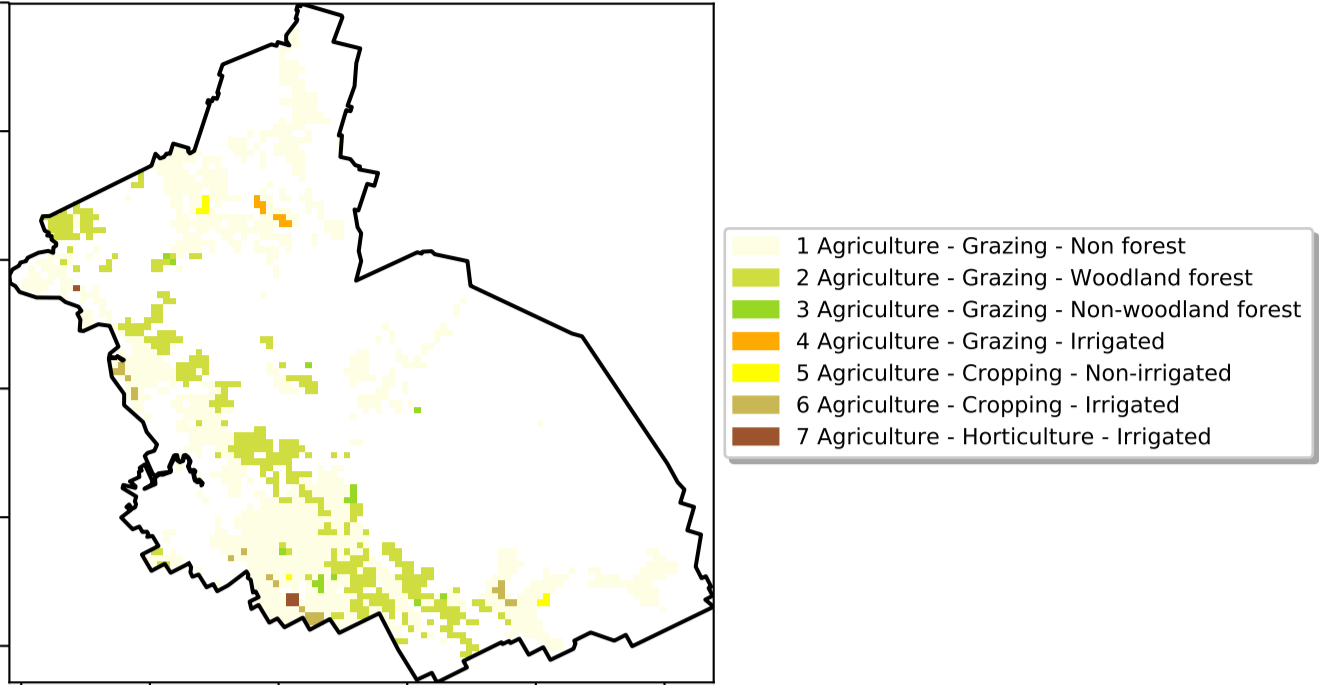 1 Agriculture - Grazing - Non forest
2 Agriculture - Grazing - Woodland forest
3 Agriculture - Grazing - Non-woodland forest
4 Agriculture - Grazing - Irrigated
5 Agriculture - Cropping - Non-irrigated
6 Agriculture - Cropping - Irrigated
7 Agriculture - Horticulture - Irrigated